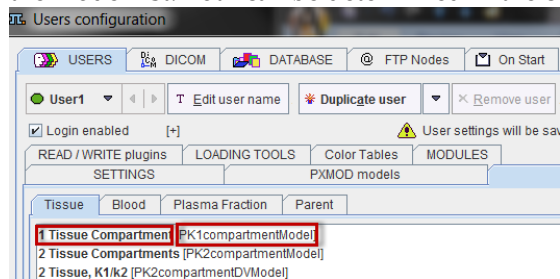 Users configuration
USERS DICOM DATABASE @ FTP Nodes On Start
User1 T Edit user name Duplicate user × Remove user
Login enabled [+] User settings will be sav
READ / WRITE plugins LOADING TOOLS Color Tables MODULES
SETTINGS PXMOD models
Tissue Blood Plasma Fraction Parent
1 Tissue Compartment [PK1compartmentModel]
2 Tissue Compartments [PK2compartmentModel]
2 Tissue, K1/k2 [PK2compartmentDVModel]